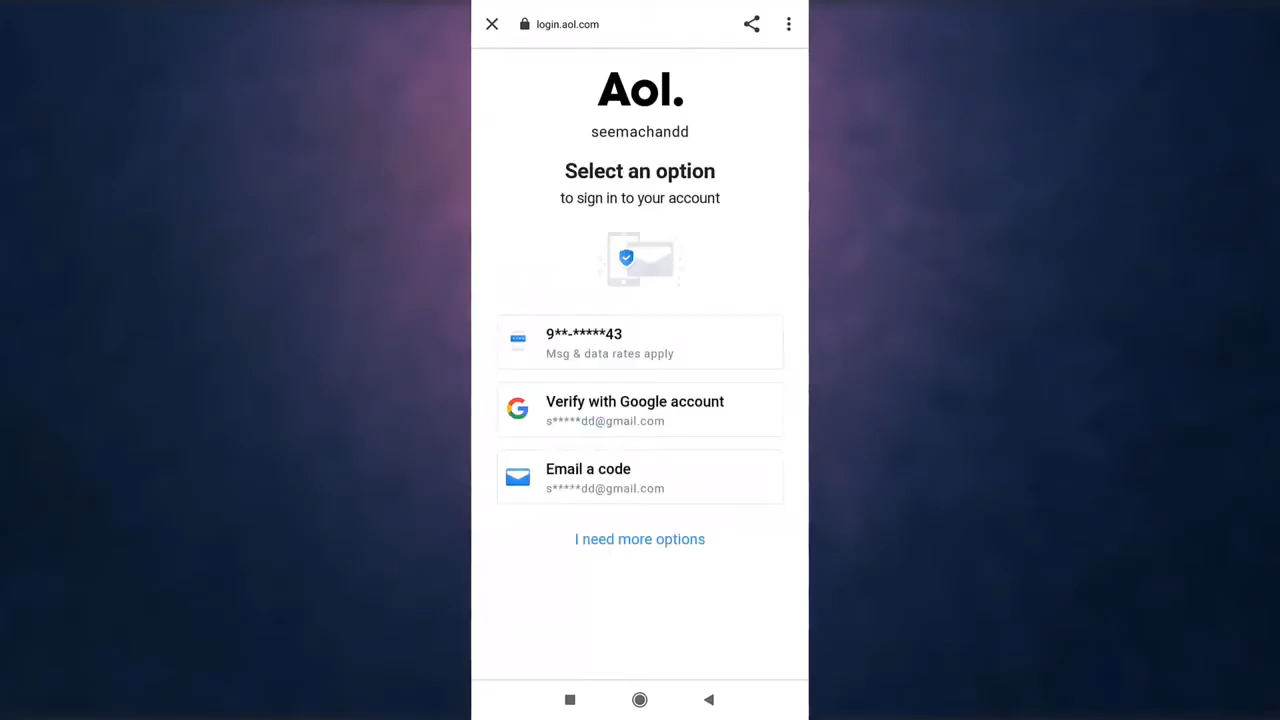 login.aol.com
Aol.
seemachandd
Select an option
to sign in to your account
9**-*****43
Msg & data rates apply
Verify with Google account
s*****dd@gmail.com
Email a code
s*****dd@gmail.com
I need more options